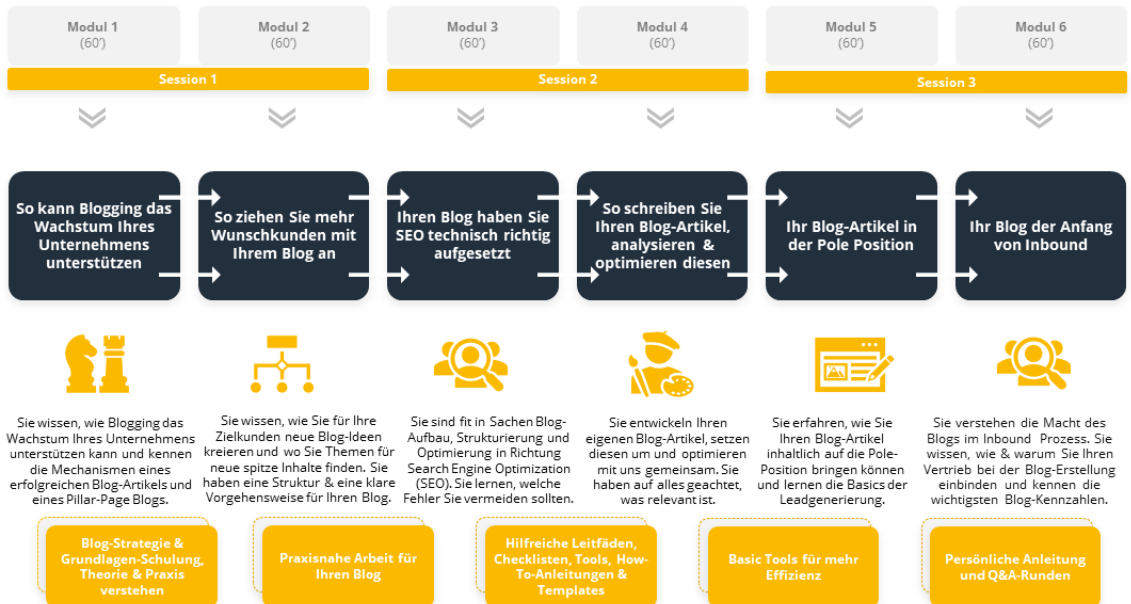 Modul 1
(60')
Modul 2
(60')
Modul 3
(60')
Modul 4
(60')
Modul 5
(60')
Modul 6
(60')
Session 1
Session 2
Session 3
So kann Blogging das
Wachstum Ihres
Unternehmens
unterstützen
So ziehen Sie mehr
Wunschkunden mit
Ihrem Blog an
Ihren Blog haben Sie
SEO technisch richtig
aufgesetzt
So schreiben Sie
Ihren Blog-Artikel,
analysieren &
optimieren diesen
Ihr Blog-Artikel in
der Pole Position
Ihr Blog der Anfang
von Inbound
Sie wissen, wie Blogging das
Wachstum Ihres Unternehmens
unterstützen kann und kennen
die Mechanismen eines
erfolgreichen Blog-Artikels und
eines Pillar-Page Blogs.
Sie wissen, wie Sie für Ihre
Zielkunden neue Blog-Ideen
kreieren und wo Sie Themen für
neue spitze Inhalte finden. Sie
haben eine Struktur & eine klare
Vorgehensweise für Ihren Blog.
Sie sind fit in Sachen Blog-
Aufbau, Strukturierung und
Optimierung in Richtung
Search Engine Optimization
(SEO). Sie lernen, welche
Fehler Sie vermeiden sollten.
Sie entwickeln Ihren
eigenen Blog-Artikel, setzen
diesen um und optimieren
mit uns gemeinsam. Sie
haben auf alles geachtet,
was relevant ist.
Sie erfahren, wie Sie
Ihren Blog-Artikel
inhaltlich auf die Pole-
Position bringen können
und lernen die Basics der
Leadgenerierung.
Sie verstehen die Macht des
Blogs im Inbound Prozess. Sie
wissen, wie & warum Sie Ihren
Vertrieb bei der Blog-Erstellung
einbinden und kennen die
wichtigsten Blog-Kennzahlen.
Blog-Strategie &
Grundlagen-Schulung,
Theorie & Praxis
verstehen
Praxisnahe Arbeit für
Ihren Blog
Hilfreiche Leitfäden,
Checklisten, Tools, How-
To-Anleitungen &
Templates
Basic Tools für mehr
Effizienz
Persönliche Anleitung
und Q&A-Runden